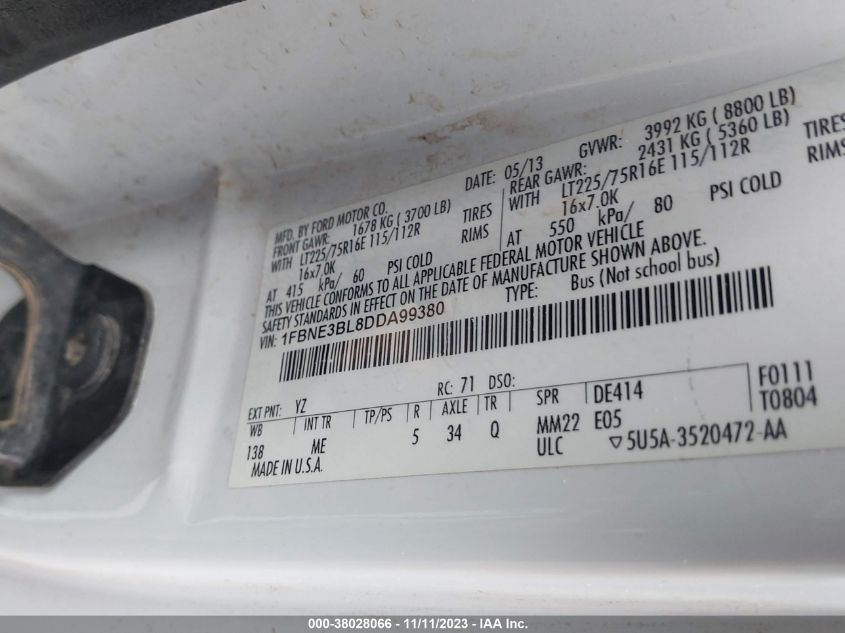 MFD. BY FORD MOTOR CO. DATE: 05/13 GVWR: 3992 KG ( 8800 LB)
FRONT GAWR: 1678 KG ( 3700 LB) REAR GAWR: 2431 KG ( 5360 LB)
WITH LT225/75R16E 115/112R TIRES WITH LT225/75R16E 115/112R TIRES
16x7.0K RIMS 16x7.0K RIMS
AT 415 kPa/ 60 PSI COLD AT 550 kPa/ 80 PSI COLD
THIS VEHICLE CONFORMS TO ALL APPLICABLE FEDERAL MOTOR VEHICLE
SAFETY STANDARDS IN EFFECT ON THE DATE OF MANUFACTURE SHOWN ABOVE.
VIN: 1FBNE3BL8DDA99380 TYPE: Bus (Not school bus)
EXT PNT: YZ RC: 71 DSO:
WB INT TR TP/PS R AXLE TR SPR DE414 F0111
138 ME 5 34 Q MM22 E05 T0804
MADE IN U.S.A. ULC ▽5U5A-3520472-AA
000-38028066 - 11/11/2023 - IAA Inc.